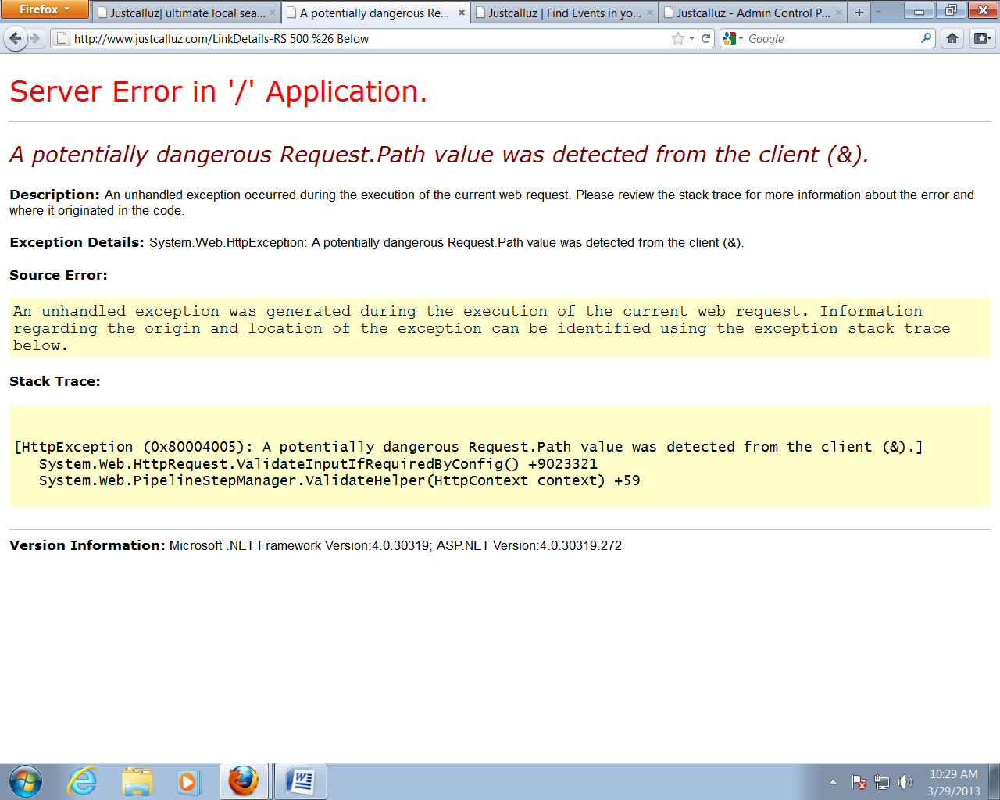 Firefox
Justcalluz| ultimate local sea...
A potentially dangerous Re...
Justcalluz | Find Events in yo...
Justcalluz - Admin Control P...
http://www.justcalluz.com/LinkDetails-RS 500 %26 Below
Google
Server Error in '/' Application.
A potentially dangerous Request.Path value was detected from the client (&).
Description: An unhandled exception occurred during the execution of the current web request. Please review the stack trace for more information about the error and
where it originated in the code.
Exception Details: System.Web.HttpException: A potentially dangerous Request.Path value was detected from the client (&).
Source Error:
An unhandled exception was generated during the execution of the current web request. Information
regarding the origin and location of the exception can be identified using the exception stack trace
below.
Stack Trace:
[HttpException (0x80004005): A potentially dangerous Request.Path value was detected from the client (&).]
System.Web.HttpRequest.ValidateInputIfRequiredByConfig() +9023321
System.Web.PipelineStepManager.ValidateHelper(HttpContext context) +59
Version Information: Microsoft .NET Framework Version:4.0.30319; ASP.NET Version:4.0.30319.272
10:29 AM
3/29/2013